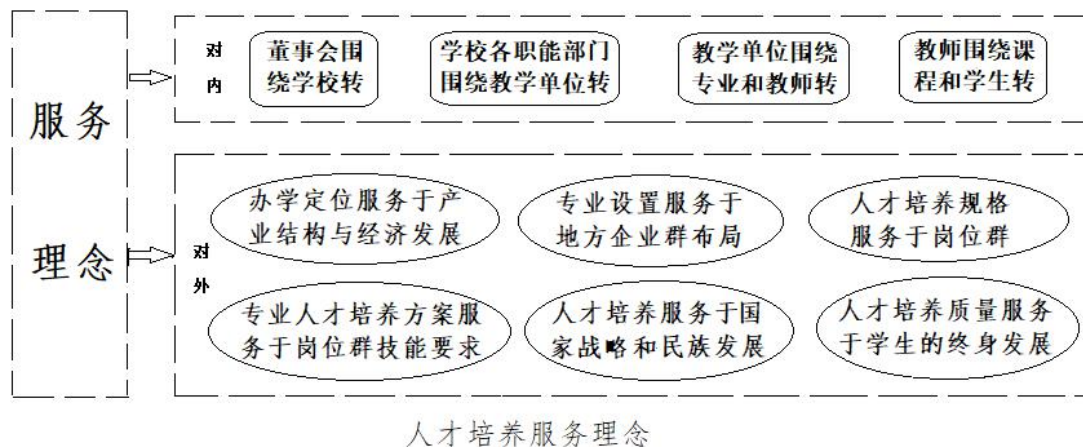 服务
理念
对
内
董事会围
绕学校转
学校各职能部门
围绕教学单位转
教学单位围绕
专业和教师转
教师围绕课
程和学生转
对
外
办学定位服务于产
业结构与经济发展
专业设置服务于
地方企业群布局
人才培养规格
服务于岗位群
专业人才培养方案服
务于岗位群技能要求
人才培养服务于国
家战略和民族发展
人才培养质量服务
于学生的终身发展
人才培养服务理念